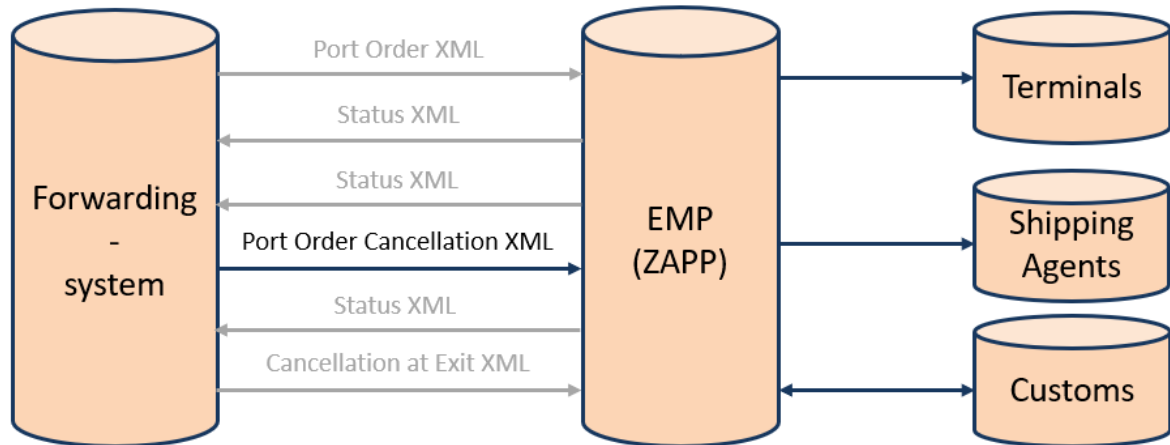 Forwarding
-
system
Port Order XML
Status XML
Status XML
Port Order Cancellation XML
Status XML
Cancellation at Exit XML
EMP
(ZAPP)
Terminals
Shipping
Agents
Customs